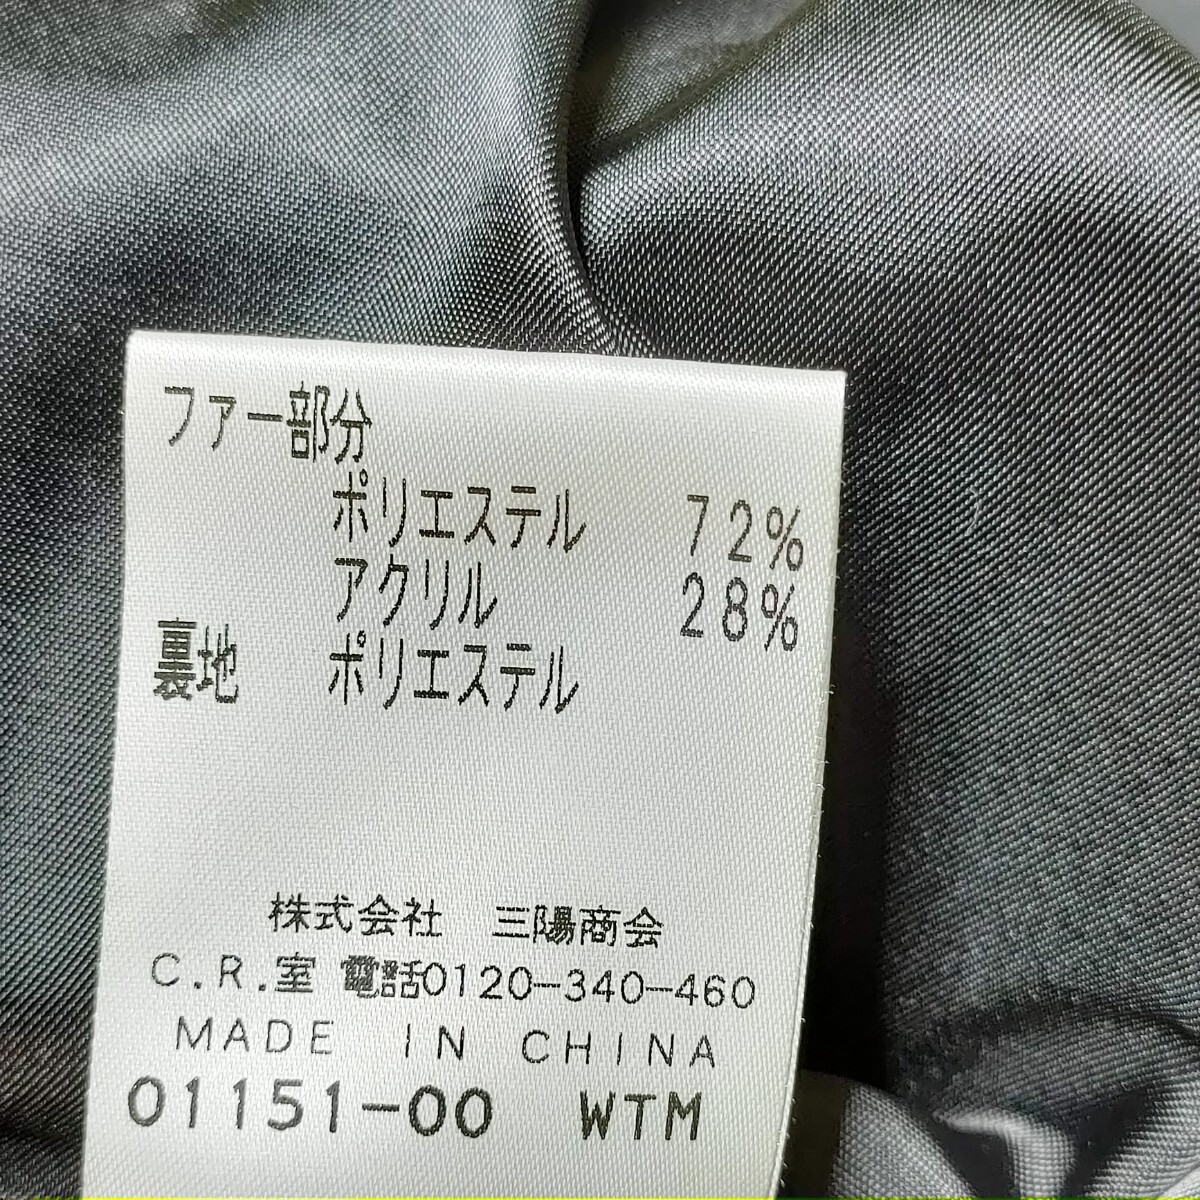 ファー部分
ポリエステル 72%
アクリル 28%
裏地 ポリエステル
株式会社 三陽商会
C.R.室 電話0120-340-460
MADE IN CHINA
01151-00 WTM